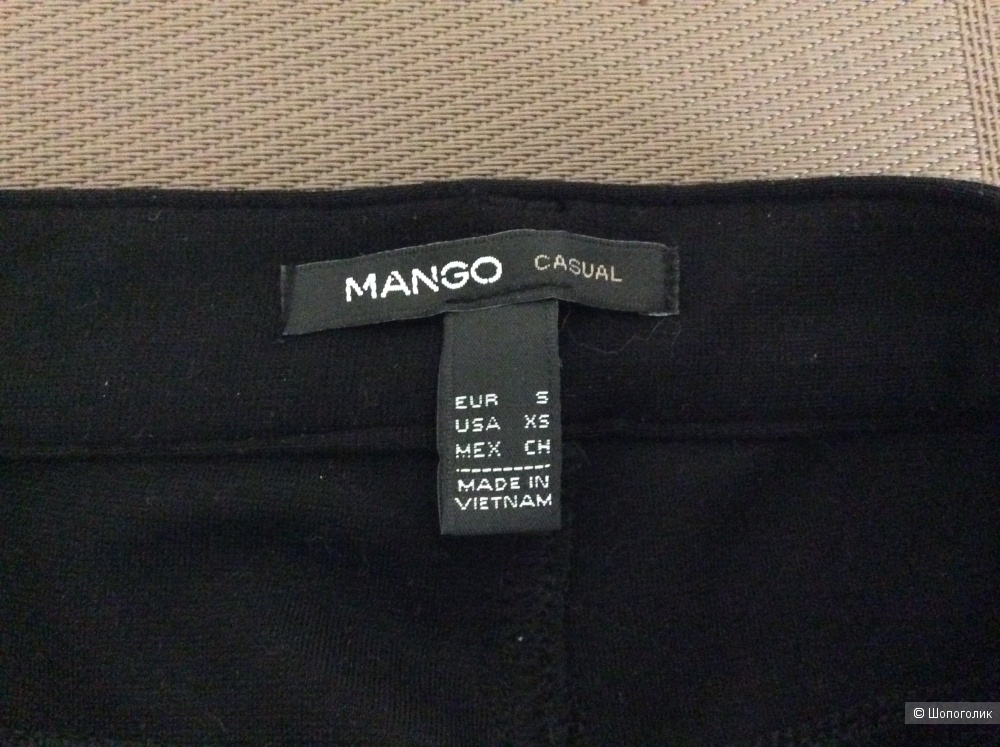 MANGO CASUAL
EUR S
USA XS
MEX CH
MADE IN
VIETNAM
© Шопоголик